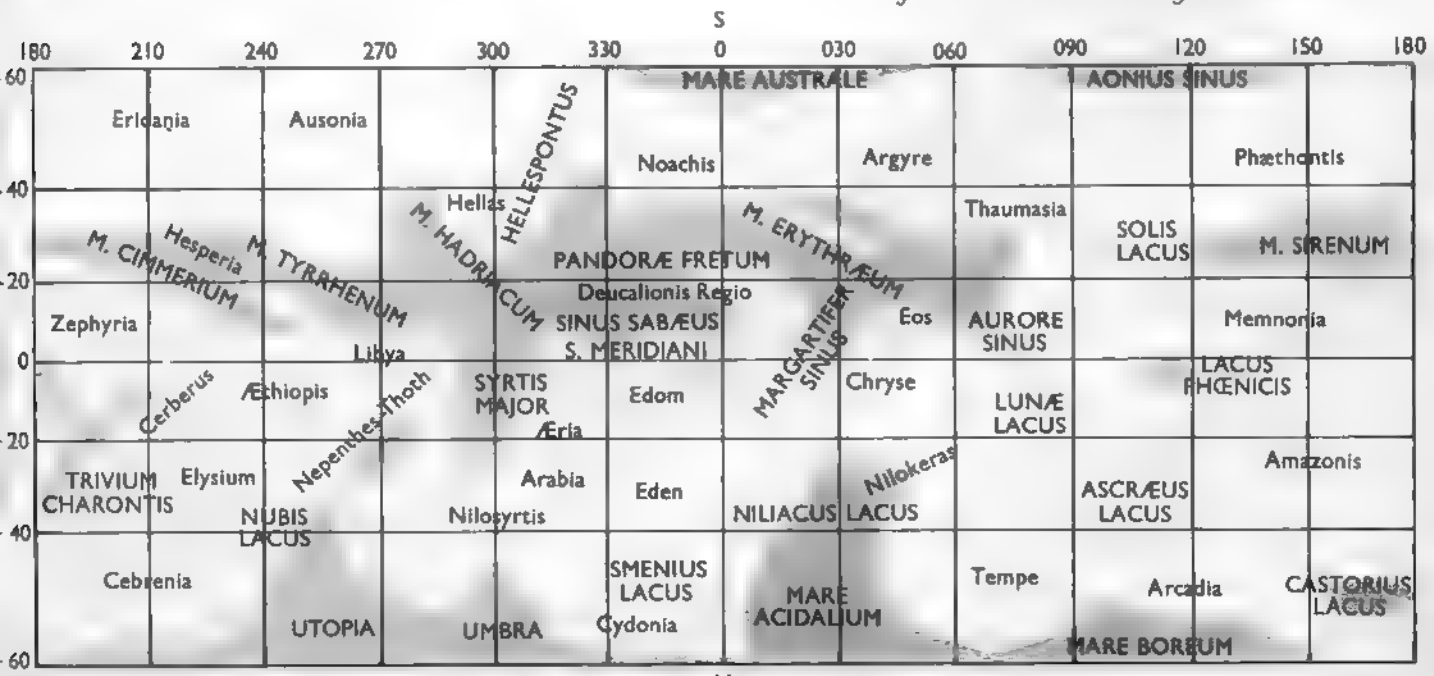 S
180 210 240 270 300 330 0 030 060 090 120 150 180
60
MARE AUSTRALE
AONIUS SINUS
Eridania
Ausonia
HELLESPONTUS
Noachis
Argyre
Phæthontis
40
Hellas
Thaumasia
M. CIMMERIUM
Hesperia
M. TYRRHENUM
M. HADRIACUM
M. ERYTHRÆUM
SOLIS
LACUS
M. SIRENUM
PANDORÆ FRETUM
20
Deucalionis Regio
Zephyria
SINUS SABÆUS
MARGARTIFER
SINUS
Eos
AURORE
SINUS
Memnonia
Libya
S. MERIDIANI
0
Cerberus
Æthiopis
Nepenthes-Thoth
SYRTIS
MAJOR
Edom
Chryse
LUNÆ
LACUS
LACUS
PHŒNICIS
Æria
20
TRIVIUM
CHARONTIS
Elysium
Arabia
Eden
Nilokeras
Amazonis
NUBIS
LACUS
Nilosyrtis
NILIACUS LACUS
ASCRÆUS
LACUS
40
Cebrenia
SMENIUS
LACUS
MARE
ACIDALIUM
Tempe
Arcadia
CASTORIUS
LACUS
UTOPIA
UMBRA
Cydonia
MARE BOREUM
60